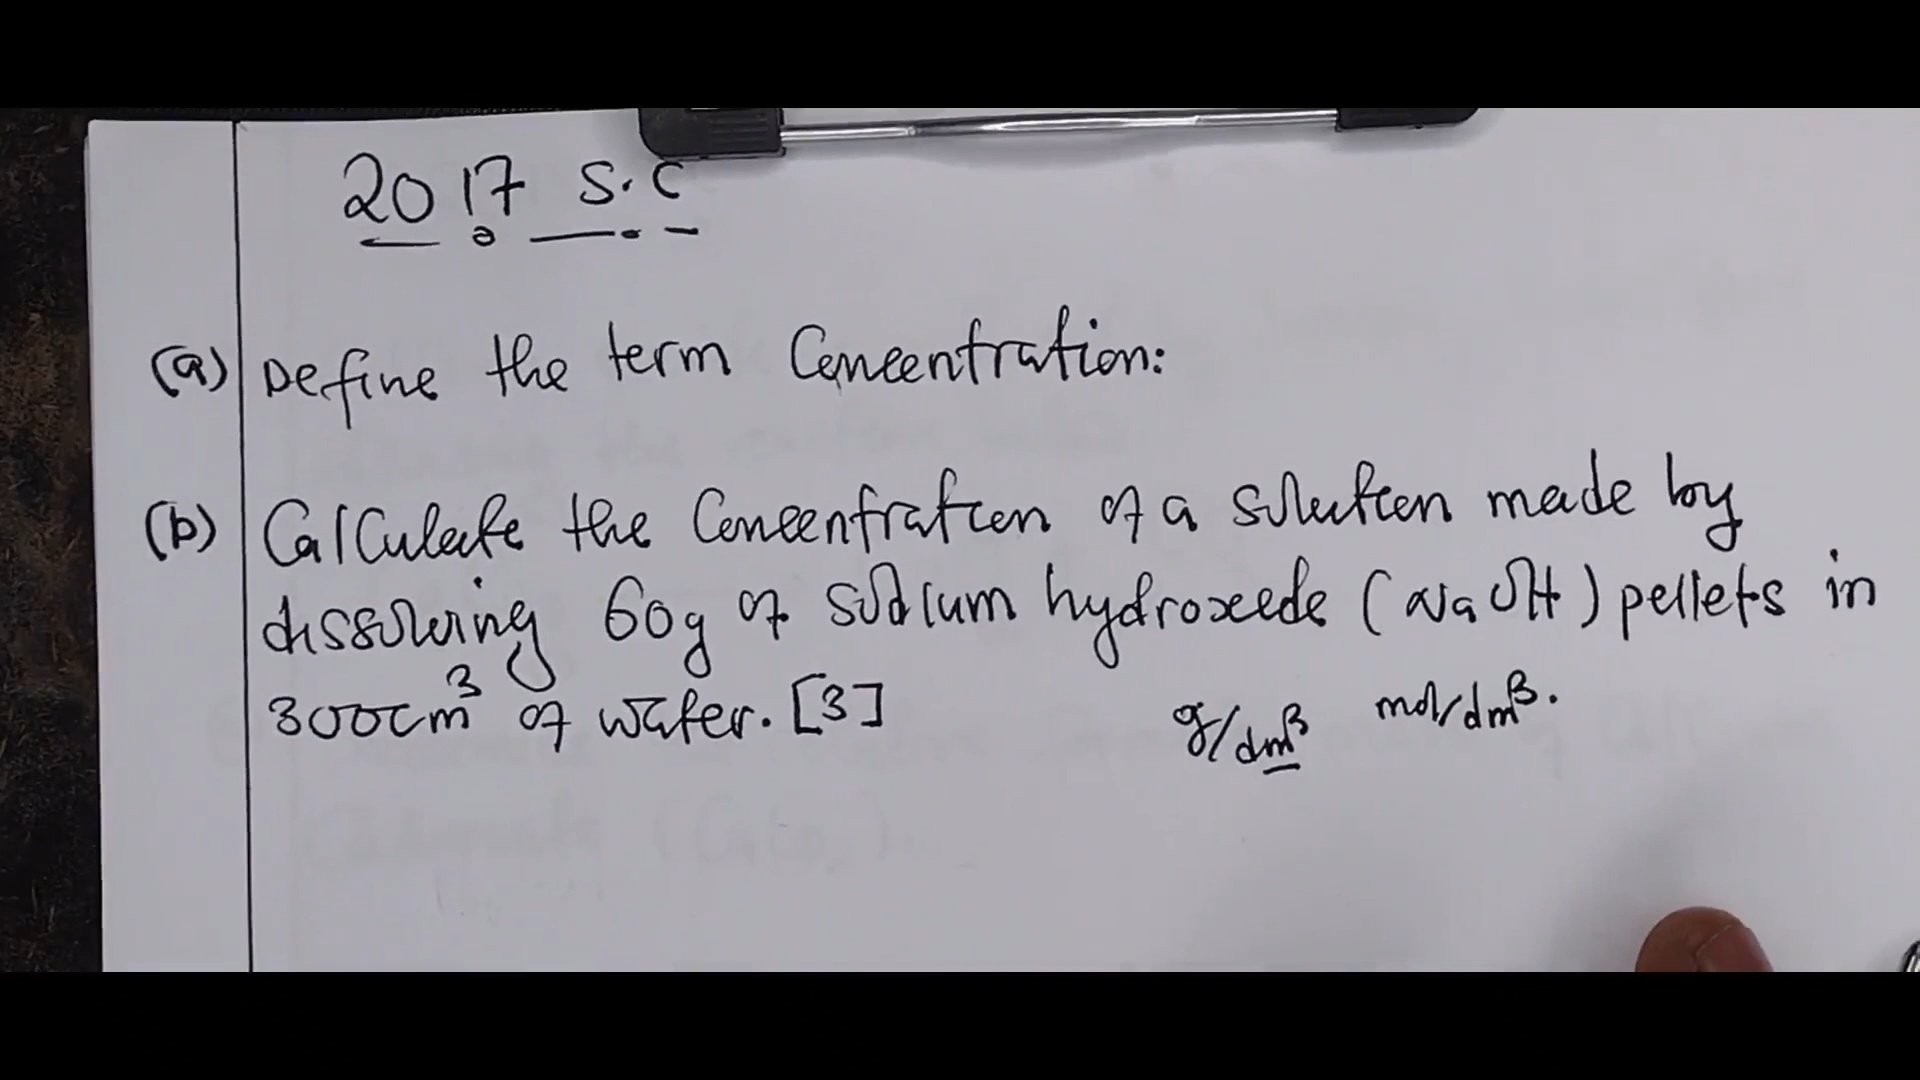 2017 S.C
(a) Define the term Concentration:
(b) Calculate the Concentration of a solution made by
dissolving 60g of sodium hydroxide (NaOH) pellets in
300cm³ of water. [3]
g/dm³ mol/dm³.